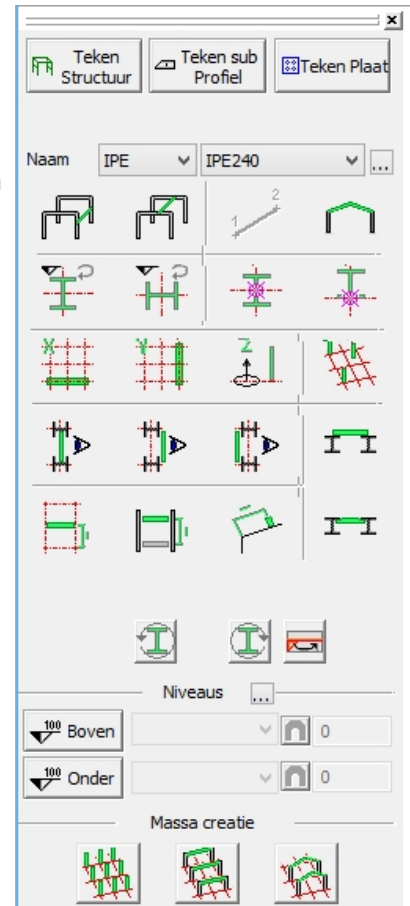 Teken Structuur
Teken sub Profiel
Teken Plaat
Naam IPE IPE240 ...
1 2
X Y Z
Niveaus ...
100 Boven 0
100 Onder 0
Massa creatie